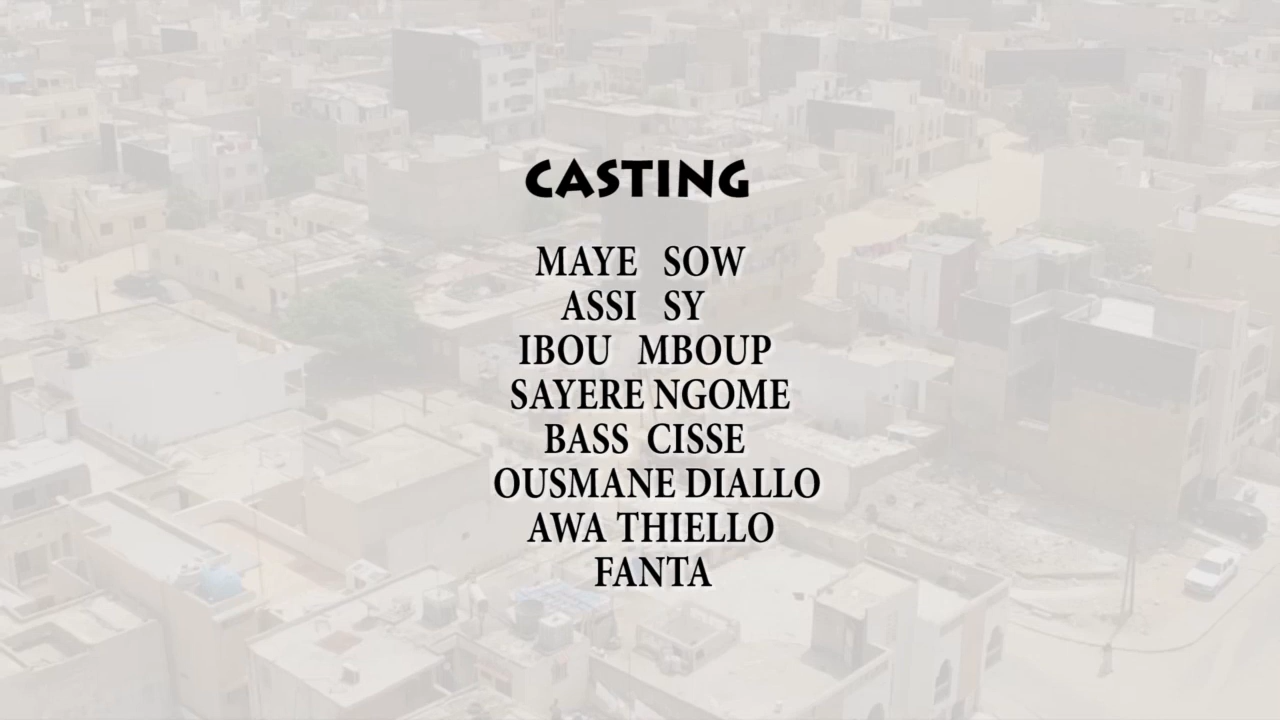 CASTING
MAYE SOW
ASSI SY
IBOU MBOUP
SAYERE NGOME
BASS CISSE
OUSMANE DIALLO
AWA THIELLO
FANTA